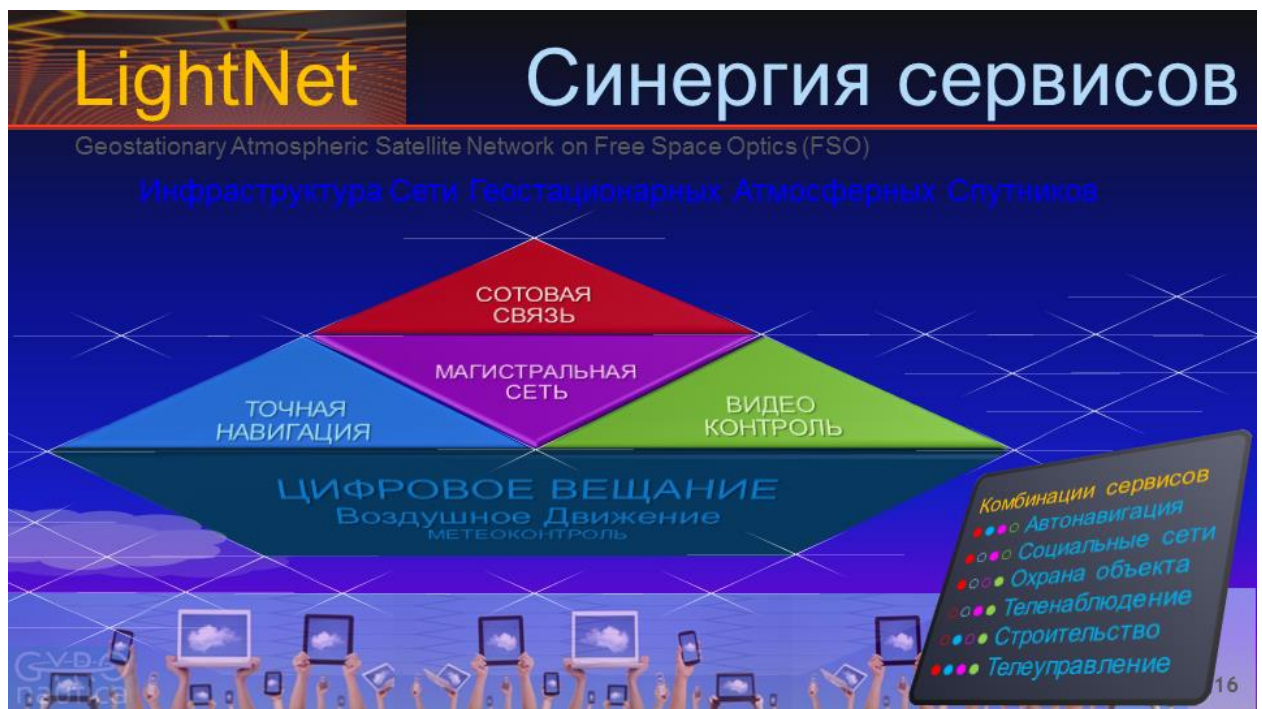 LightNet
Синергия сервисов
Geostationary Atmospheric Satellite Network on Free Space Optics (FSO)
Инфраструктура Сети Геостационарных Атмосферных Спутников
СОТОВАЯ
СВЯЗЬ
МАГИСТРАЛЬНАЯ
СЕТЬ
ТОЧНАЯ
НАВИГАЦИЯ
ВИДЕО
КОНТРОЛЬ
ЦИФРОВОЕ ВЕЩАНИЕ
Воздушное Движение
МЕТЕОКОНТРОЛЬ
Комбинации сервисов
Автонавигация
Социальные сети
Охрана объекта
Теленаблюдение
Строительство
Телеуправление
GYRO
nautica
16